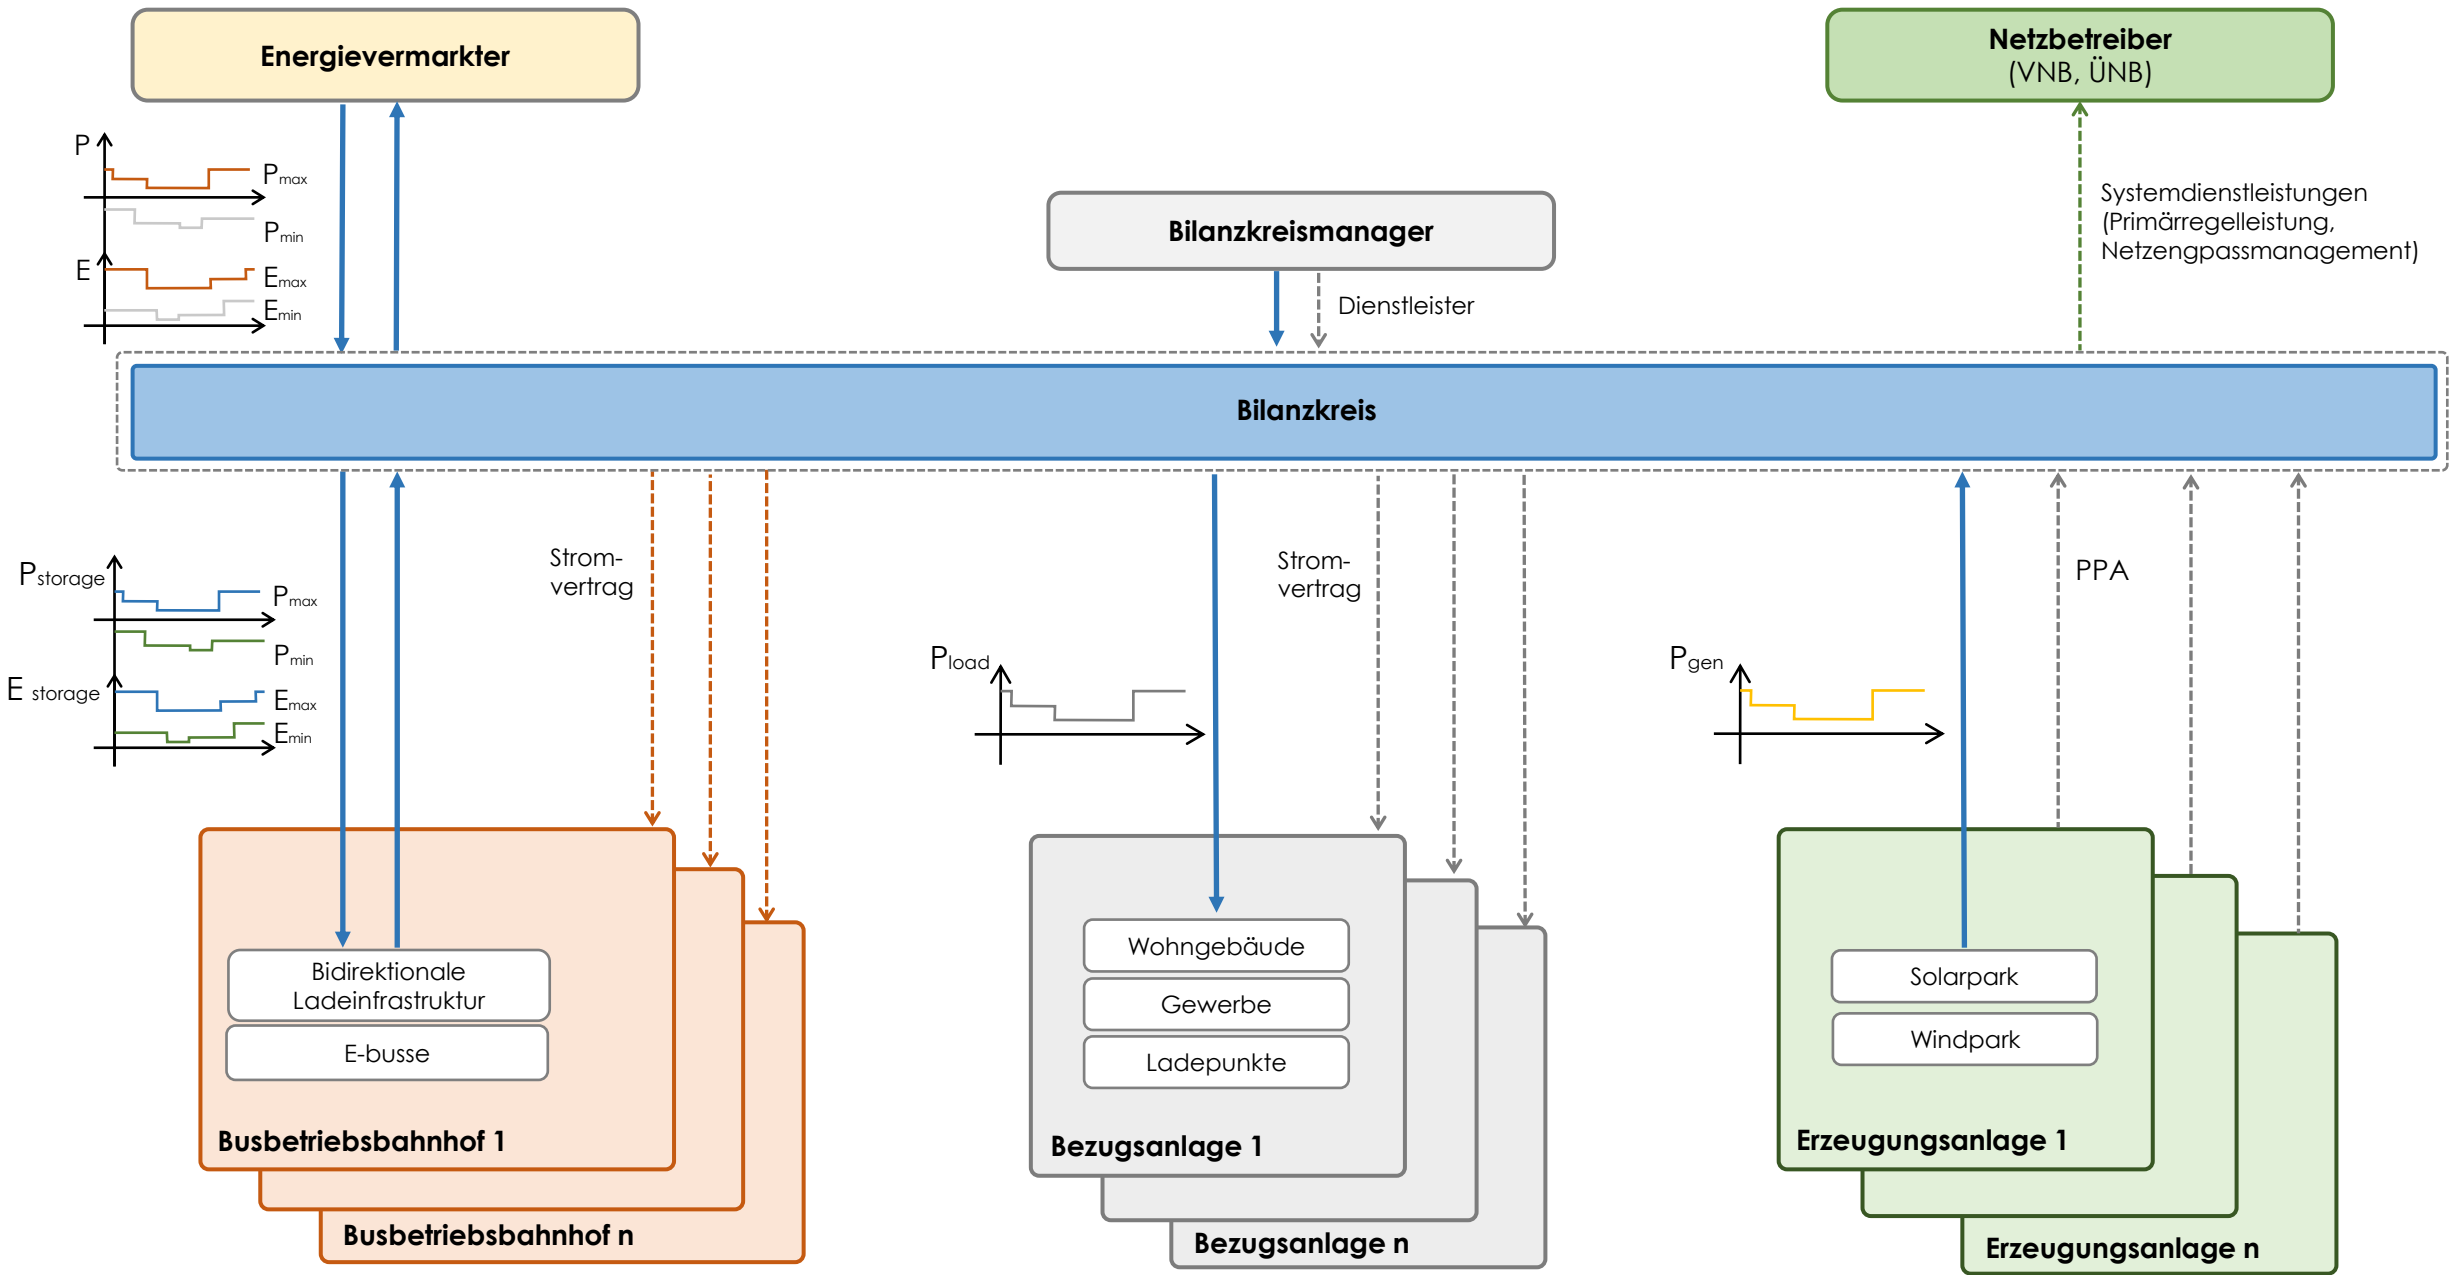 Energievermarkter
Netzbetreiber
(VNB, ÜNB)
P
Pmax
Pmin
E
Emax
Emin
Bilanzkreismanager
Dienstleister
Systemdienstleistungen
(Primärregelleistung,
Netzengpassmanagement)
Bilanzkreis
Pstorage
Pmax
Pmin
E storage
Emax
Emin
Strom-
vertrag
Pload
Strom-
vertrag
Pgen
PPA
Bidirektionale
Ladeinfrastruktur
E-busse
Busbetriebsbahnhof 1
Busbetriebsbahnhof n
Wohngebäude
Gewerbe
Ladepunkte
Bezugsanlage 1
Bezugsanlage n
Solarpark
Windpark
Erzeugungsanlage 1
Erzeugungsanlage n